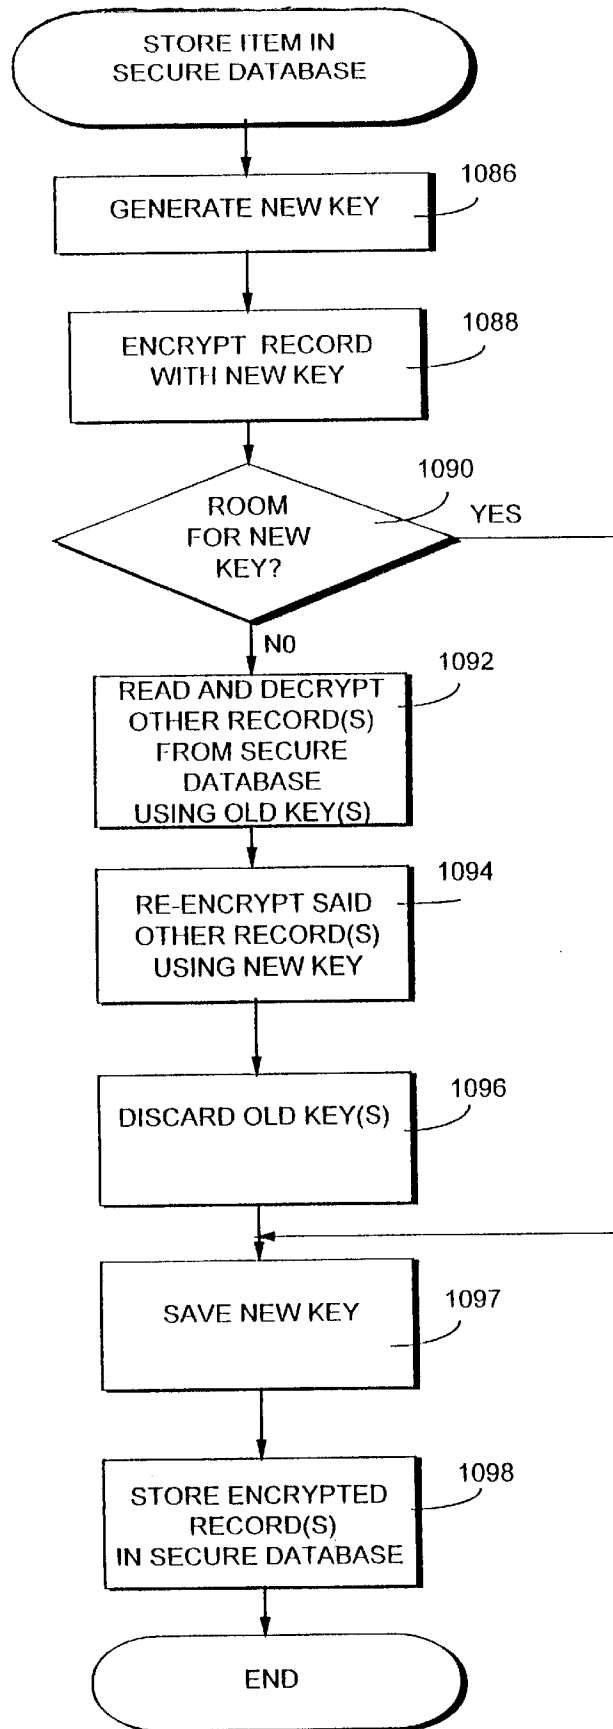 STORE ITEM IN
SECURE DATABASE
1086
GENERATE NEW KEY
1088
ENCRYPT RECORD
WITH NEW KEY
1090
ROOM
FOR NEW
KEY?
YES
NO
1092
READ AND DECRYPT
OTHER RECORD(S)
FROM SECURE
DATABASE
USING OLD KEY(S)
1094
RE-ENCRYPT SAID
OTHER RECORD(S)
USING NEW KEY
1096
DISCARD OLD KEY(S)
1097
SAVE NEW KEY
1098
STORE ENCRYPTED
RECORD(S)
IN SECURE DATABASE
END